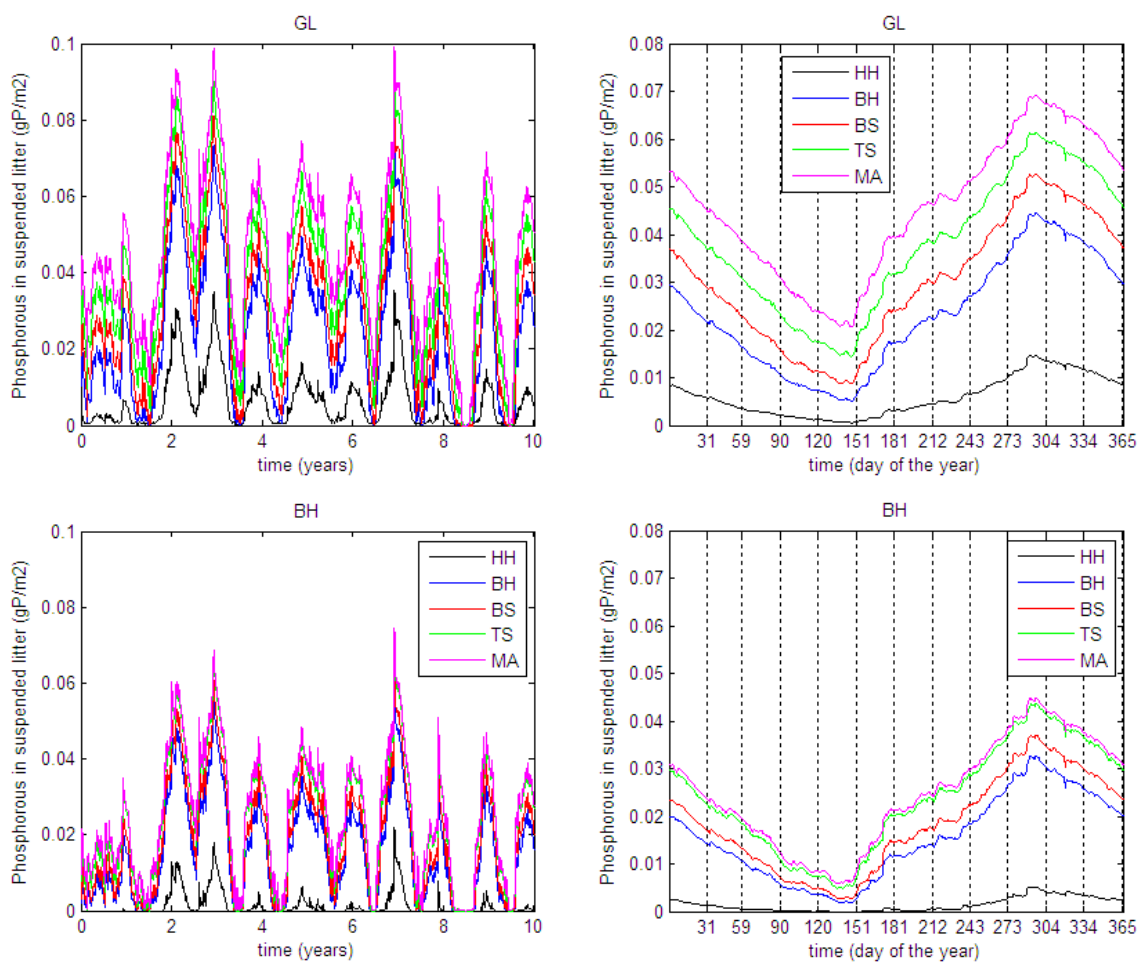 GL
Phosphorous in suspended litter (gP/m2)
0.1
0.08
0.06
0.04
0.02
0
0 2 4 6 8 10
time (years)
GL
Phosphorous in suspended litter (gP/m2)
0.08
0.07
0.06
0.05
0.04
0.03
0.02
0.01
0
HH
BH
BS
TS
MA
31 59 90 120 151 181 212 243 273 304 334 365
time (day of the year)
BH
Phosphorous in suspended litter (gP/m2)
0.1
0.08
0.06
0.04
0.02
0
HH
BH
BS
TS
MA
0 2 4 6 8 10
time (years)
BH
Phosphorous in suspended litter (gP/m2)
0.08
0.07
0.06
0.05
0.04
0.03
0.02
0.01
0
HH
BH
BS
TS
MA
31 59 90 120 151 181 212 243 273 304 334 365
time (day of the year)